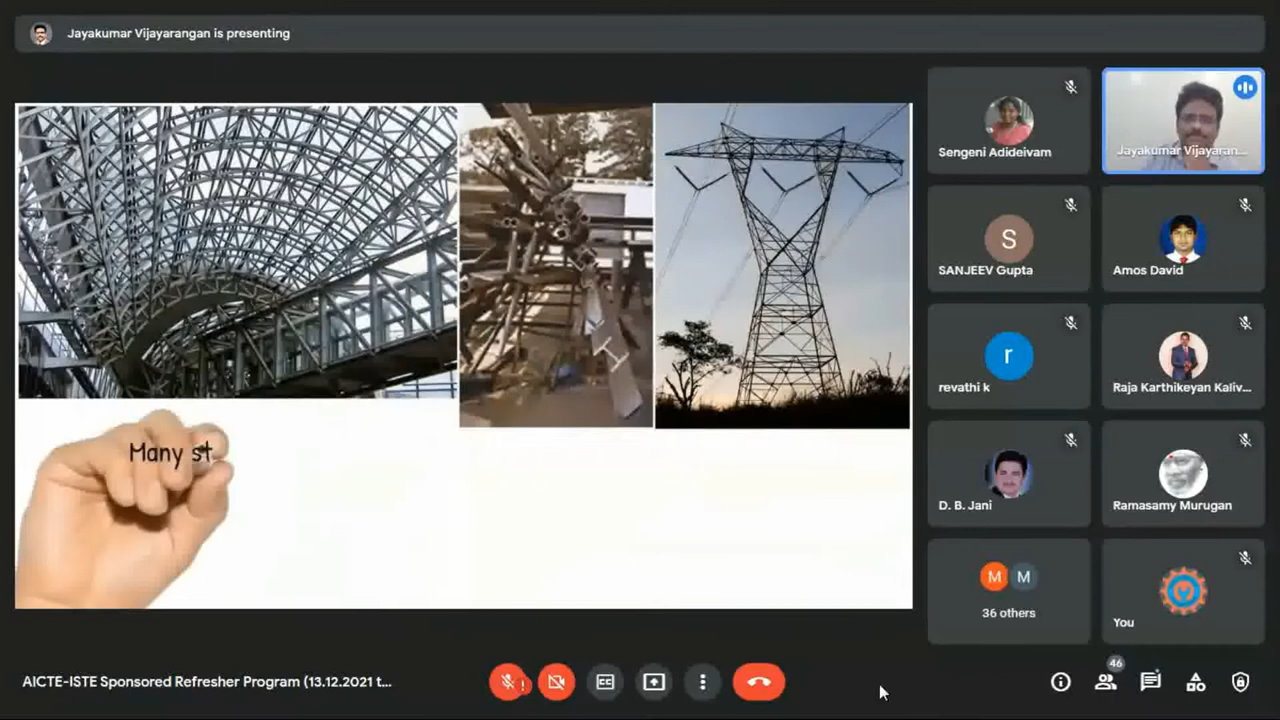 Jayakumar Vijayarangan is presenting
Sengeni Adideivam
Jayakumar Vijayaran...
S
SANJEEV Gupta
Amos David
r
revathi k
Raja Karthikeyan Kaliv...
Many st
D. B. Jani
Ramasamy Murugan
M M
36 others
You
AICTE-ISTE Sponsored Refresher Program (13.12.2021 t...
46